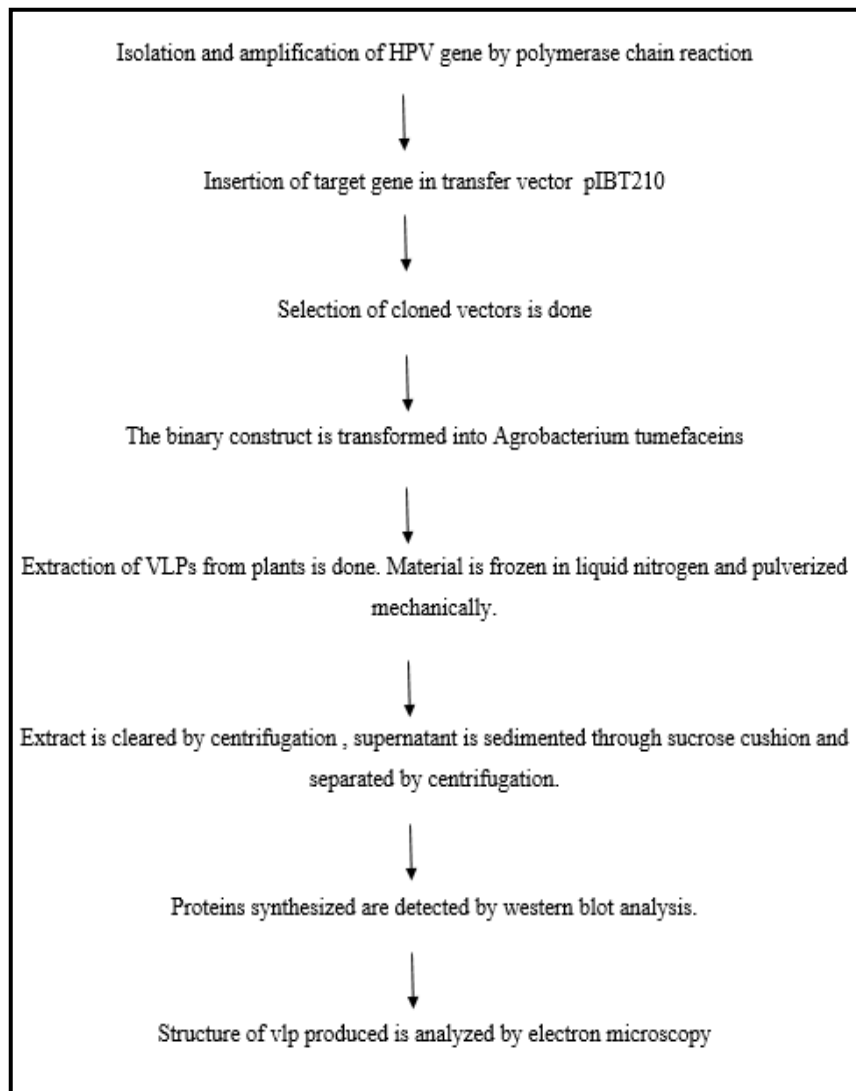 Isolation and amplification of HPV gene by polymerase chain reaction
Insertion of target gene in transfer vector pIBT210
Selection of cloned vectors is done
The binary construct is transformed into Agrobacterium tumefaceins
Extraction of VLPs from plants is done. Material is frozen in liquid nitrogen and pulverized
mechanically.
Extract is cleared by centrifugation , supernatant is sedimented through sucrose cushion and
separated by centrifugation.
Proteins synthesized are detected by western blot analysis.
Structure of vlp produced is analyzed by electron microscopy